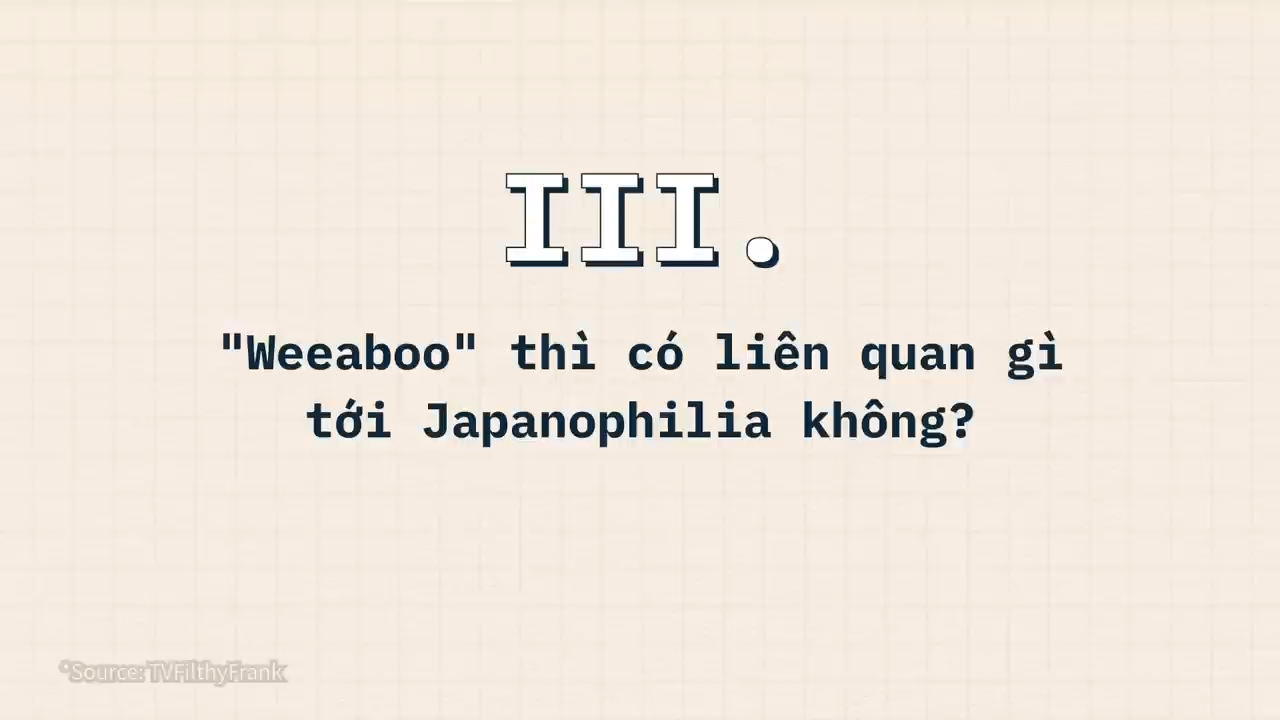 III.
"Weeaboo" thì có liên quan gì
tới Japanophilia không?
*Source: TVFilthyFrank